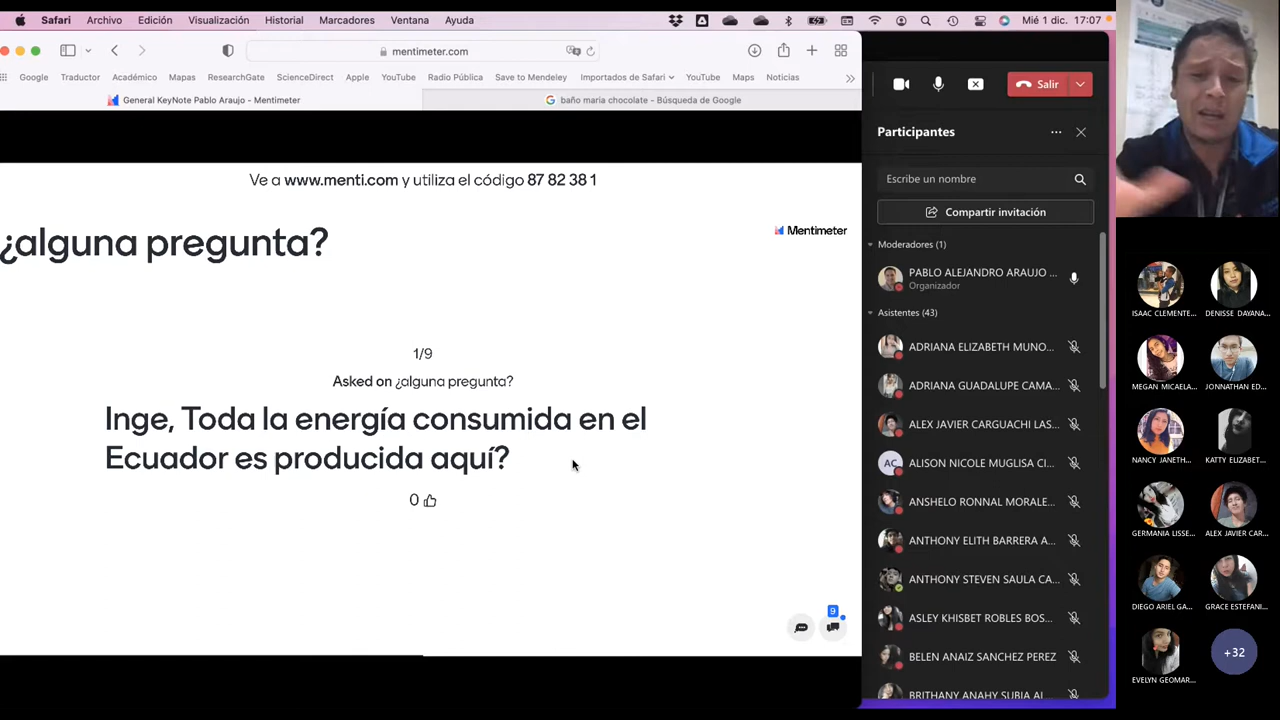 Safari Archivo Edición Visualización Historial Marcadores Ventana Ayuda Mié 1 dic. 17:07
mentimeter.com
Google Traductor Académico Mapas ResearchGate ScienceDirect Apple YouTube Radio Pública Save to Mendeley Importados de Safari YouTube Maps Noticias
General KeyNote Pablo Araujo - Mentimeter
baño maria chocolate - Búsqueda de Google
Ve a www.menti.com y utiliza el código 87 82 38 1
¿alguna pregunta?
Mentimeter
1/9
Asked on ¿alguna pregunta?
Inge, Toda la energía consumida en el
Ecuador es producida aquí?
0
9
Salir
Participantes
Escribe un nombre
Compartir invitación
Moderadores (1)
PABLO ALEJANDRO ARAUJO ...
Organizador
Asistentes (43)
ADRIANA ELIZABETH MUNO...
ADRIANA GUADALUPE CAMA...
ALEX JAVIER CARGUACHI LAS...
AC ALISON NICOLE MUGLISA CI...
ANSHELO RONNAL MORALE...
ANTHONY ELITH BARRERA A...
ANTHONY STEVEN SAULA CA...
ASLEY KHISBET ROBLES BOS...
BELEN ANAIZ SANCHEZ PEREZ
BRITHANY ANAHY SUBIA AL
ISAAC CLEMENTE... DENISSE DAYANA...
MEGAN MICAELA... JONNATHAN ED...
NANCY JANETH... KATTY ELIZABET...
GERMANIA LISSE... ALEX JAVIER CAR...
DIEGO ARIEL GA... GRACE ESTEFANI...
EVELYN GEOMAR...
+32